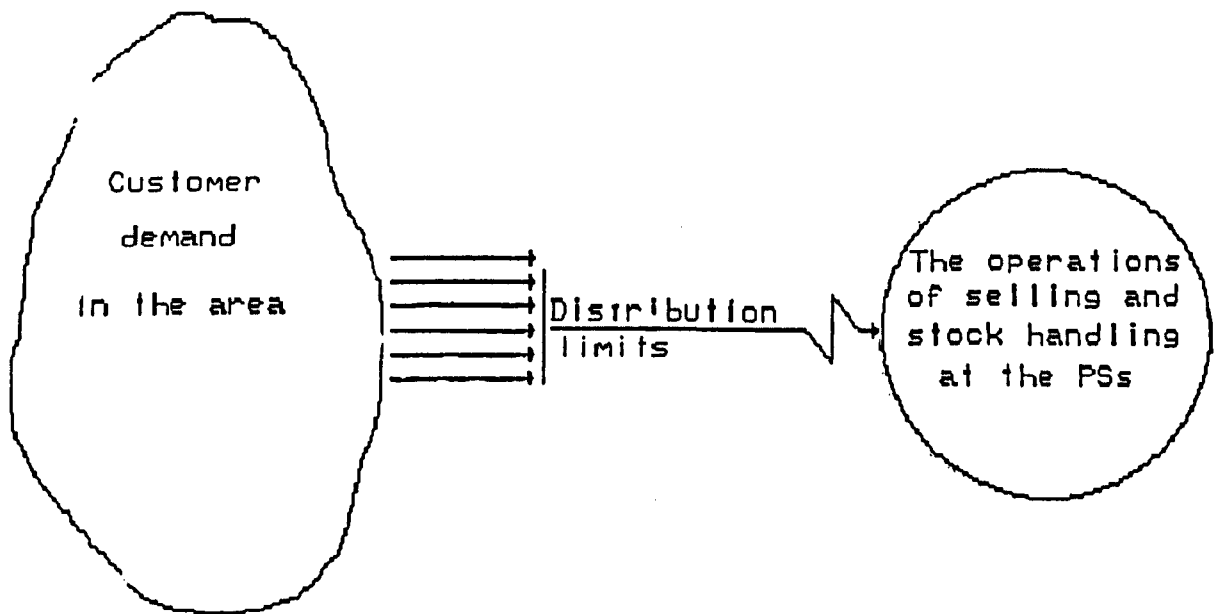 Customer
demand
in the area
Distribution
limits
The operations
of selling and
stock handling
at the PSs